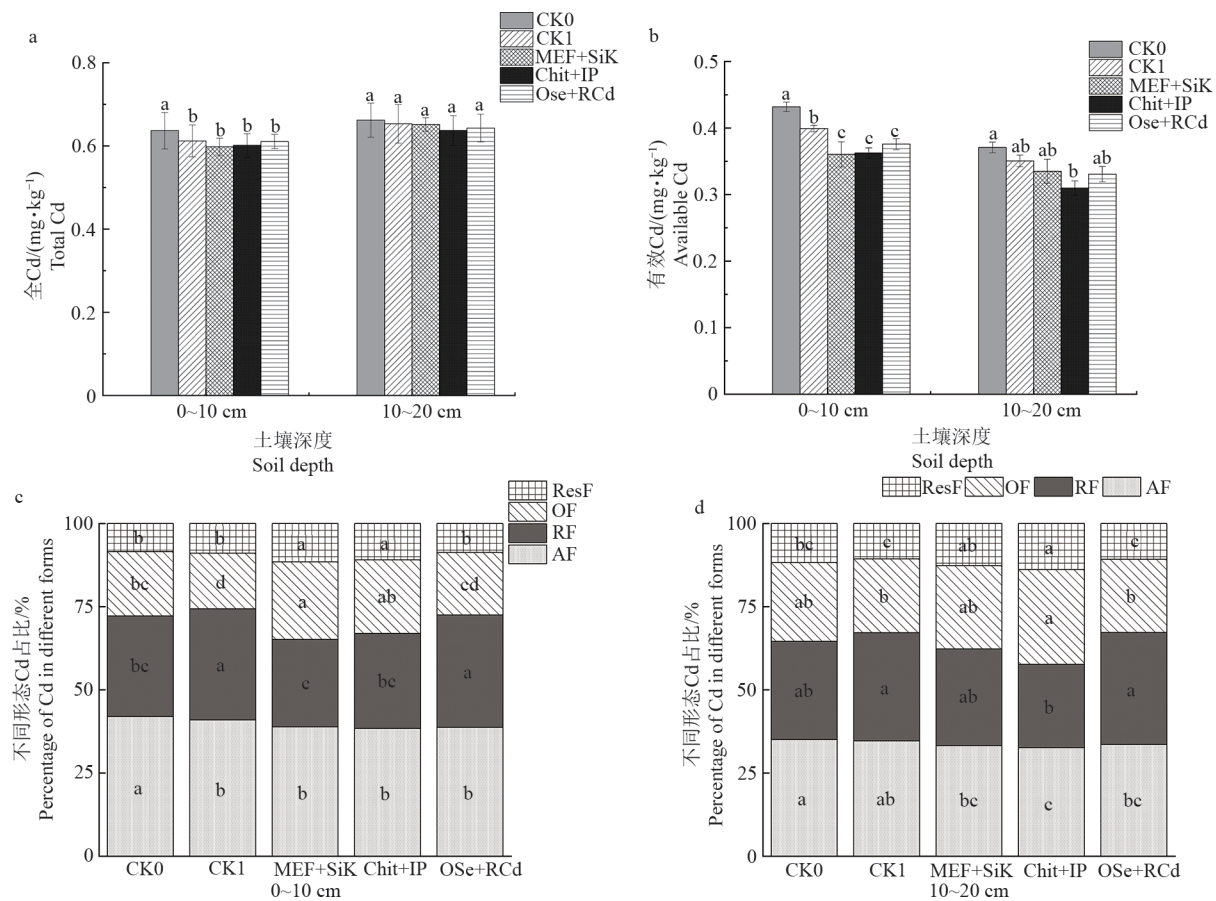 a
CK0
CK1
MEF+SiK
Chit+IP
Ose+RCd
0.8
0.6
0.4
0.2
0
a b b b b
a a a a a
全Cd/(mg·kg⁻¹)
Total Cd
0~10 cm 10~20 cm
土壤深度
Soil depth
b
CK0
CK1
MEF+SiK
Chit+IP
Ose+RCd
0.5
0.4
0.3
0.2
0.1
0
a b c c c
a ab ab b ab
有效Cd/(mg·kg⁻¹)
Available Cd
0~10 cm 10~20 cm
土壤深度
Soil depth
c
ResF
OF
RF
AF
100
75
50
25
0
b b a a b
bc d a ab cd
bc a c bc a
a b b b b
不同形态Cd占比/%
Percentage of Cd in different forms
CK0 CK1 MEF+SiK Chit+IP OSe+RCd
0~10 cm
d
ResF OF RF AF
100
75
50
25
0
bc c ab a c
ab b ab a b
ab a ab b a
a ab bc c bc
不同形态Cd占比/%
Percentage of Cd in different forms
CK0 CK1 MEF+SiK Chit+IP OSe+RCd
10~20 cm